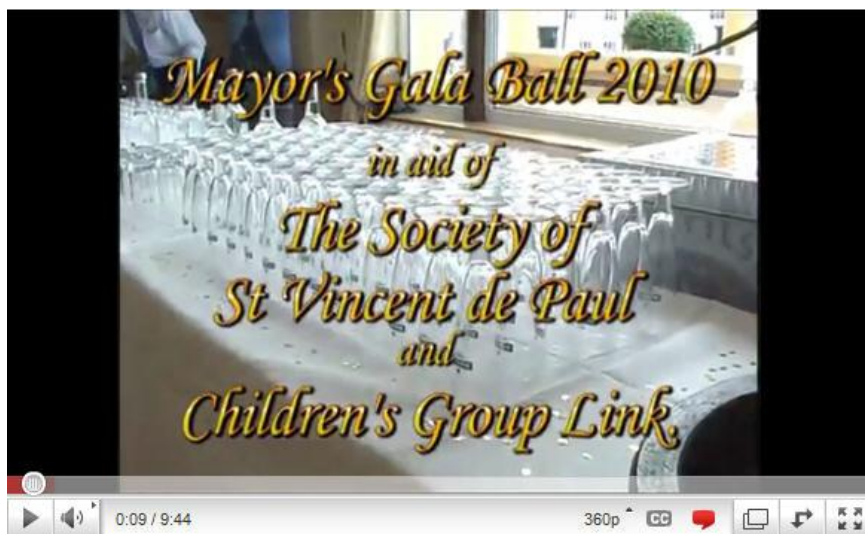 Mayor's Gala Ball 2010
in aid of
The Society of
St Vincent de Paul
and
Children's Group Link.
0:09 / 9:44
360p
CC